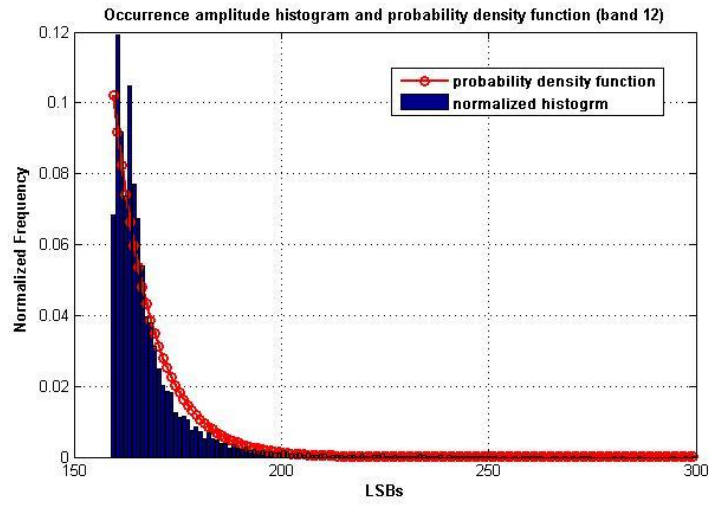 Occurrence amplitude histogram and probability density function (band 12)
0.12
0.1
0.08
0.06
0.04
0.02
0
Normalized Frequency
probability density function
normalized histogrm
150
200
250
300
LSBs